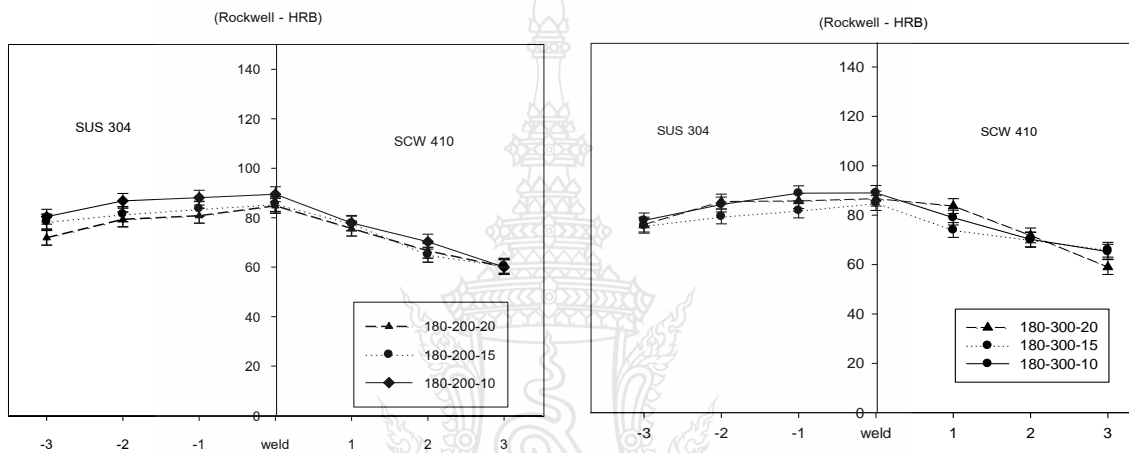 (Rockwell - HRB)
140
120
SUS 304
SCW 410
100
80
60
40
20
0
180-200-20
180-200-15
180-200-10
-3 -2 -1 weld 1 2 3
(Rockwell - HRB)
140
120
SUS 304
SCW 410
100
80
60
40
20
0
180-300-20
180-300-15
180-300-10
-3 -2 -1 weld 1 2 3